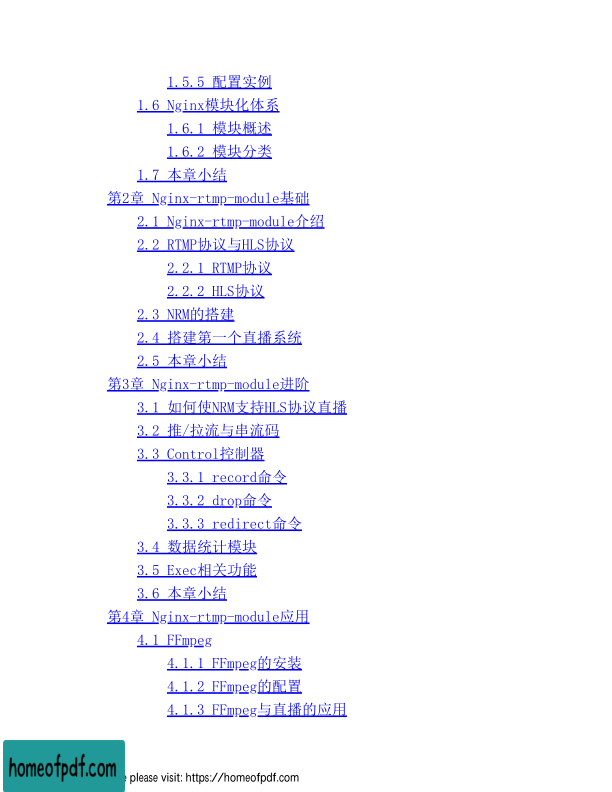 1.5.5 配置实例
1.6 Nginx模块化体系
1.6.1 模块概述
1.6.2 模块分类
1.7 本章小结
第2章 Nginx-rtmp-module基础
2.1 Nginx-rtmp-module介绍
2.2 RTMP协议与HLS协议
2.2.1 RTMP协议
2.2.2 HLS协议
2.3 NRM的搭建
2.4 搭建第一个直播系统
2.5 本章小结
第3章 Nginx-rtmp-module进阶
3.1 如何使NRM支持HLS协议直播
3.2 推/拉流与串流码
3.3 Control控制器
3.3.1 record命令
3.3.2 drop命令
3.3.3 redirect命令
3.4 数据统计模块
3.5 Exec相关功能
3.6 本章小结
第4章 Nginx-rtmp-module应用
4.1 FFmpeg
4.1.1 FFmpeg的安装
4.1.2 FFmpeg的配置
4.1.3 FFmpeg与直播的应用
homeofpdf.com
please visit: https://homeofpdf.com